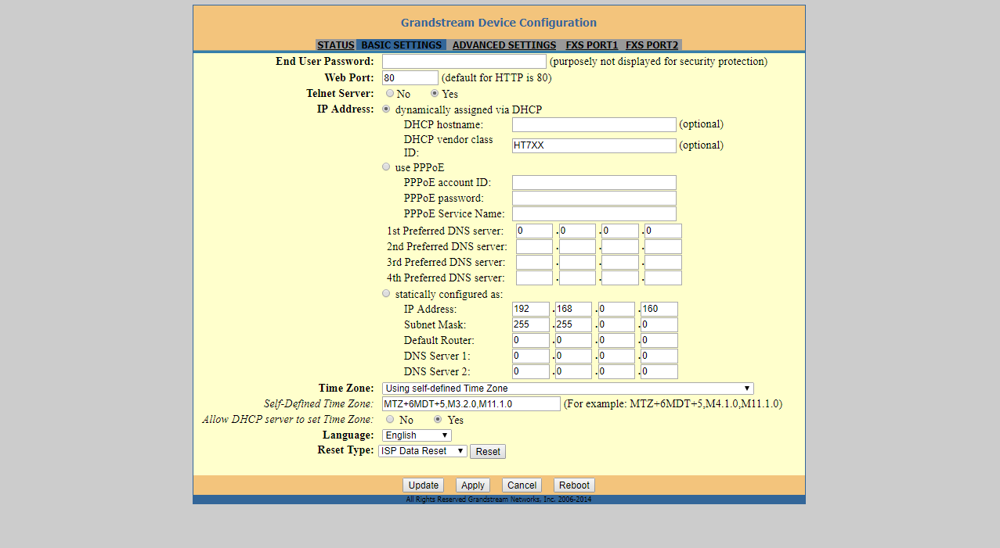 Grandstream Device Configuration
STATUS BASIC SETTINGS ADVANCED SETTINGS FXS PORT1 FXS PORT2
End User Password: (purposely not displayed for security protection)
Web Port: 80 (default for HTTP is 80)
Telnet Server: No Yes
IP Address: dynamically assigned via DHCP
DHCP hostname: (optional)
DHCP vendor class
ID: HT7XX (optional)
use PPPoE
PPPoE account ID:
PPPoE password:
PPPoE Service Name:
1st Preferred DNS server: 0 .0 .0 .0
2nd Preferred DNS server: . . .
3rd Preferred DNS server: . . .
4th Preferred DNS server: . . .
statically configured as:
IP Address: 192 .168 .0 .160
Subnet Mask: 255 .255 .0 .0
Default Router: 0 .0 .0 .0
DNS Server 1: 0 .0 .0 .0
DNS Server 2: 0 .0 .0 .0
Time Zone: Using self-defined Time Zone
Self-Defined Time Zone: MTZ+6MDT+5,M3.2.0,M11.1.0 (For example: MTZ+6MDT+5,M4.1.0,M11.1.0)
Allow DHCP server to set Time Zone: No Yes
Language: English
Reset Type: ISP Data Reset Reset
Update Apply Cancel Reboot
All Rights Reserved Grandstream Networks, Inc. 2006-2014